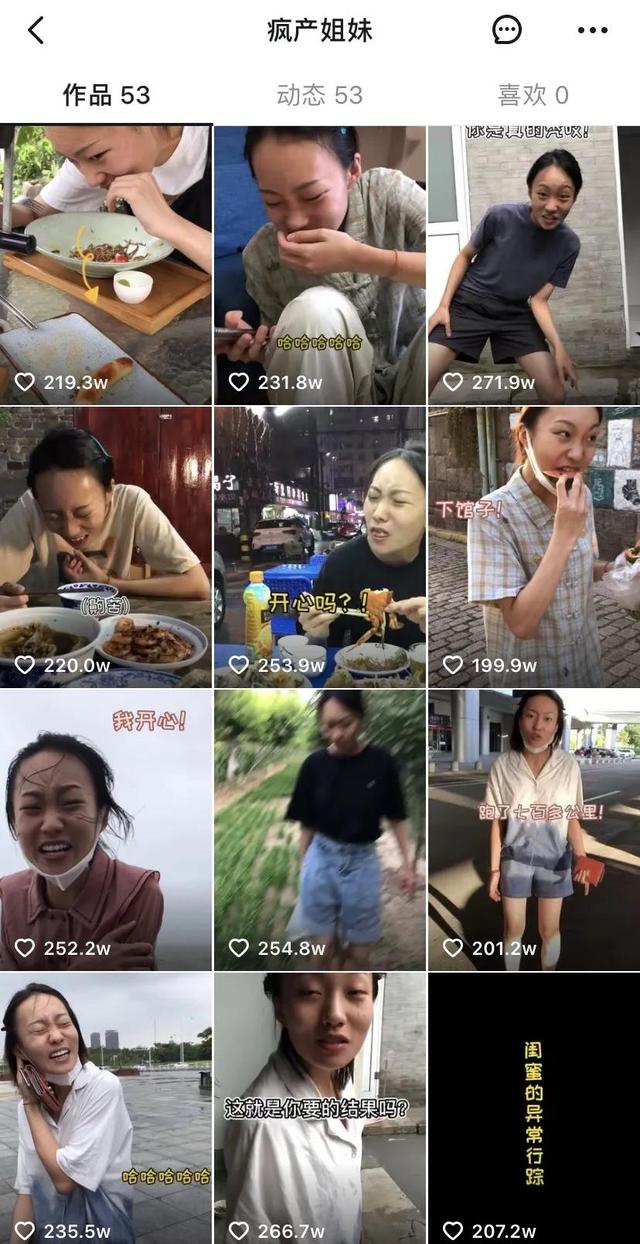 疯产姐妹
作品 53
动态 53
喜欢 0
你是真的哭哎!
219.3w
哈哈哈哈哈
231.8w
271.9w
(齁苦)
220.0w
开心吗?!
253.9w
下馆子!
199.9w
我开心!
252.2w
254.8w
跑了七百多公里!
201.2w
哈哈哈哈哈
235.5w
这就是你要的结果吗?
266.7w
闺蜜的异常行踪
207.2w